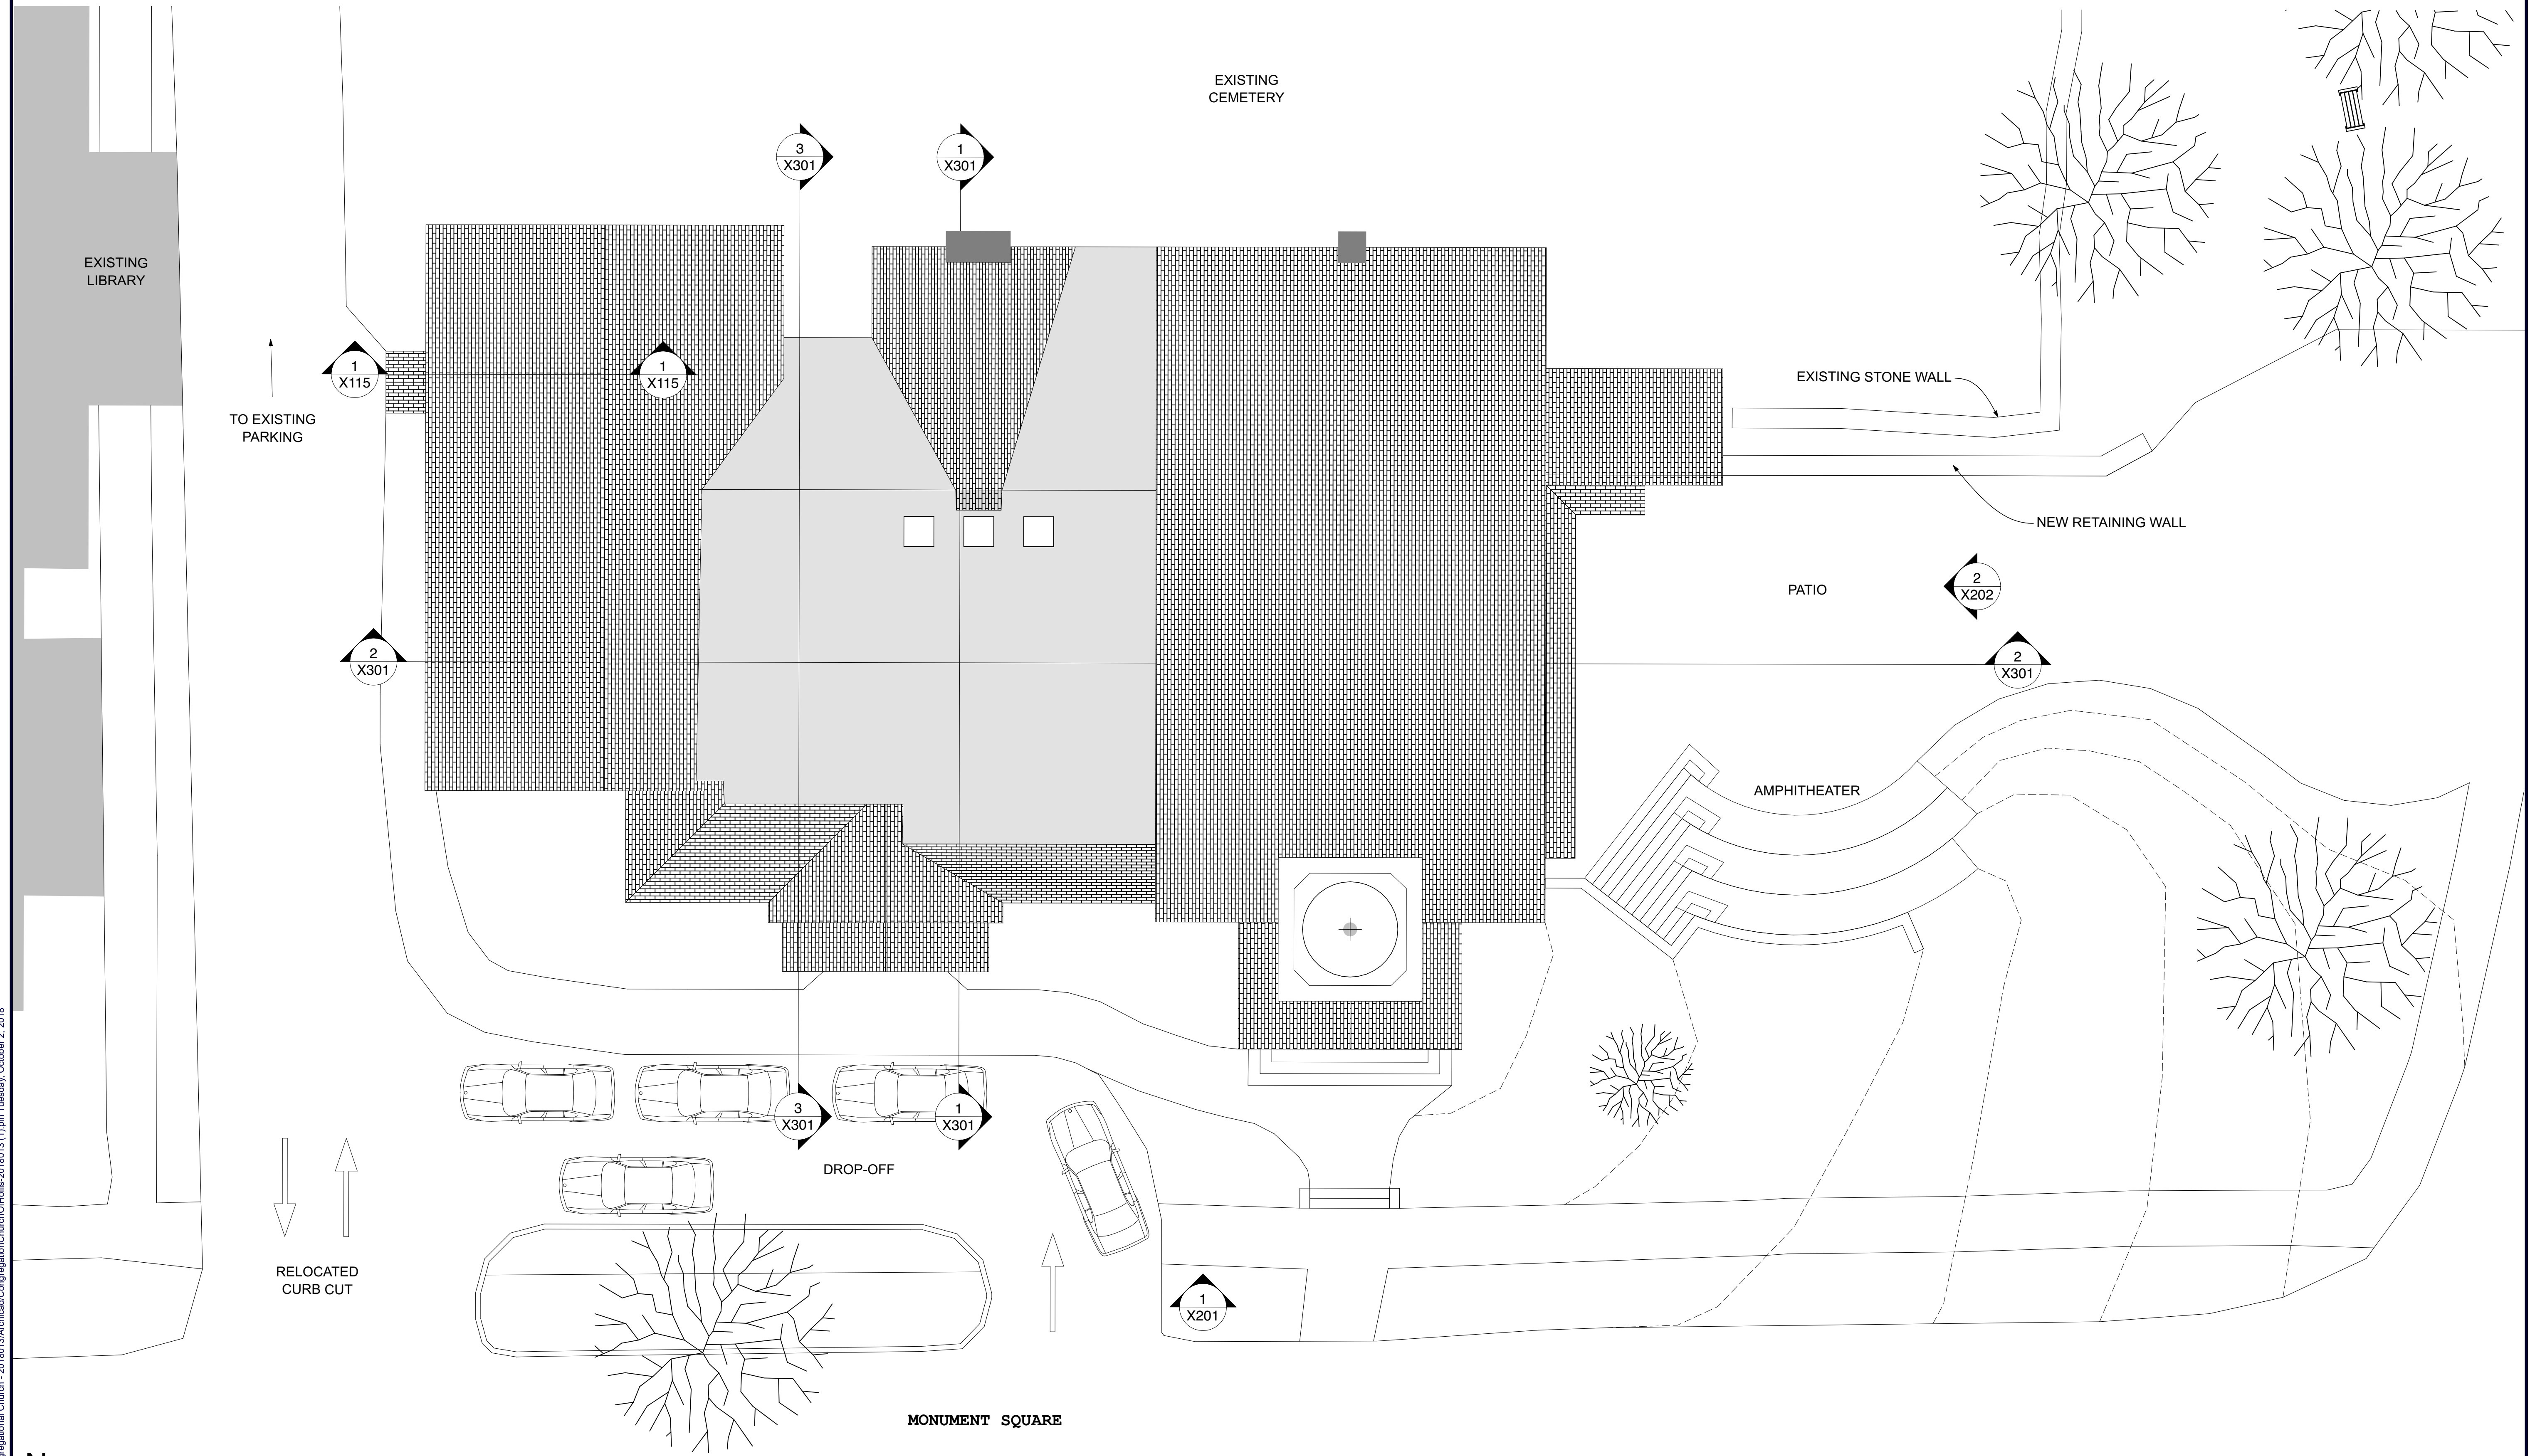 EXISTING
CEMETERY
3
X301
1
X301
EXISTING
LIBRARY
1
X115
1
X115
TO EXISTING
PARKING
EXISTING STONE WALL
NEW RETAINING WALL
PATIO
2
X202
2
X301
2
X301
AMPHITHEATER
3
X301
1
X301
DROP-OFF
RELOCATED
CURB CUT
1
X201
MONUMENT SQUARE